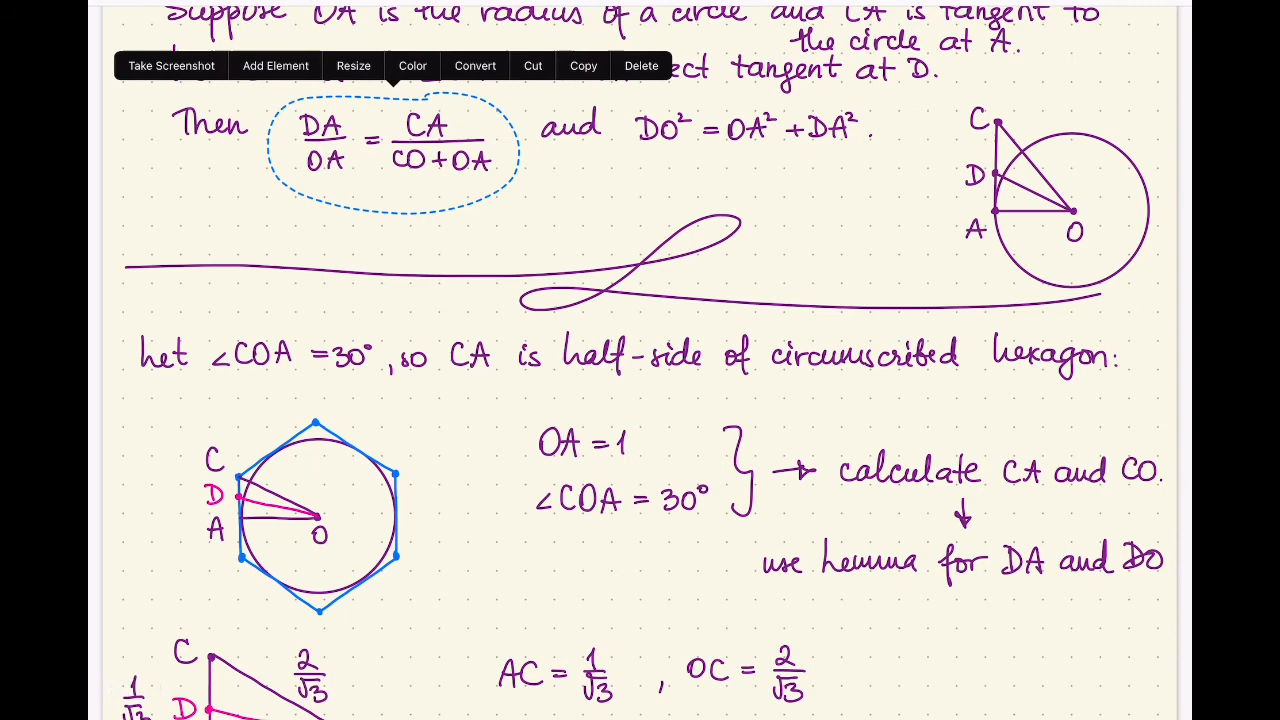 Suppose OA is the radius of a circle and CA is tangent to
the circle at A.
Take Screenshot Add Element Resize Color Convert Cut Copy Delete
tangent at D.
Then DA/OA = CA/(CO+OA) and DO² = OA² + DA².
C
D
A
O
Let ∠COA = 30°, so CA is half-side of circumscribed hexagon:
C
D
A
O
OA = 1
∠COA = 30°
} → calculate CA and CO.
↓
use Lemma for DA and DO
C
2/√3
1/√3
D
AC = 1/√3 , OC = 2/√3